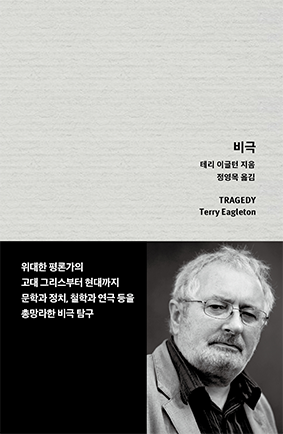 비극
테리 이글턴 지음
정영목 옮김
TRAGEDY
Terry Eagleton
위대한 평론가의
고대 그리스부터 현대까지
문학과 정치, 철학과 연극 등을
총망라한 비극 탐구